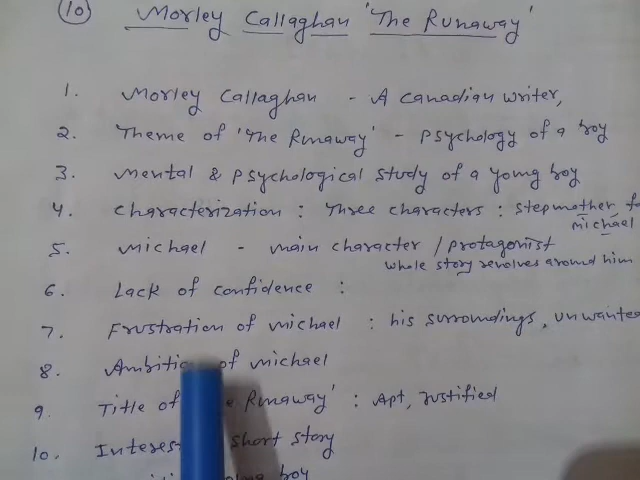 10
Morley Callaghan 'The Runaway'
1. Morley Callaghan - A Canadian writer,
2. Theme of 'The Runaway' - Psychology of a boy
3. Mental & Psychological study of a young boy
4. Characterization : Three characters : stepmother
michael
5. Michael - main character / protagonist
whole story revolves around him
6. Lack of confidence :
7. Frustration of michael : his surroundings, unwanted
8. of michael
9. Title of Runaway' : Apt, Justified
10. short story
boy